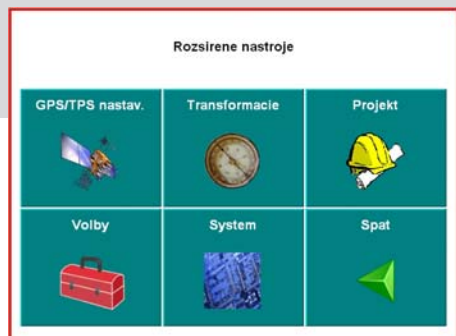 Rozsirene nastroje
GPS/TPS nastav.
Transformacie
Projekt
Volby
System
Spat